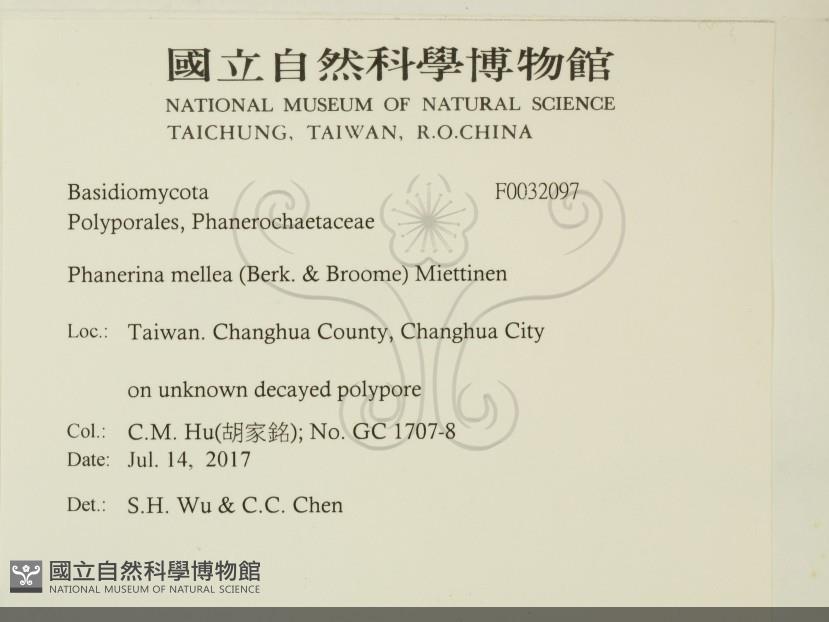 國立自然科學博物館
NATIONAL MUSEUM OF NATURAL SCIENCE
TAICHUNG, TAIWAN, R.O.CHINA
Basidiomycota F0032097
Polyporales, Phanerochaetaceae
Phanerina mellea (Berk. & Broome) Miettinen
Loc.: Taiwan. Changhua County, Changhua City
on unknown decayed polypore
Col.: C.M. Hu(胡家銘); No. GC 1707-8
Date: Jul. 14, 2017
Det.: S.H. Wu & C.C. Chen
國立自然科學博物館
NATIONAL MUSEUM OF NATURAL SCIENCE